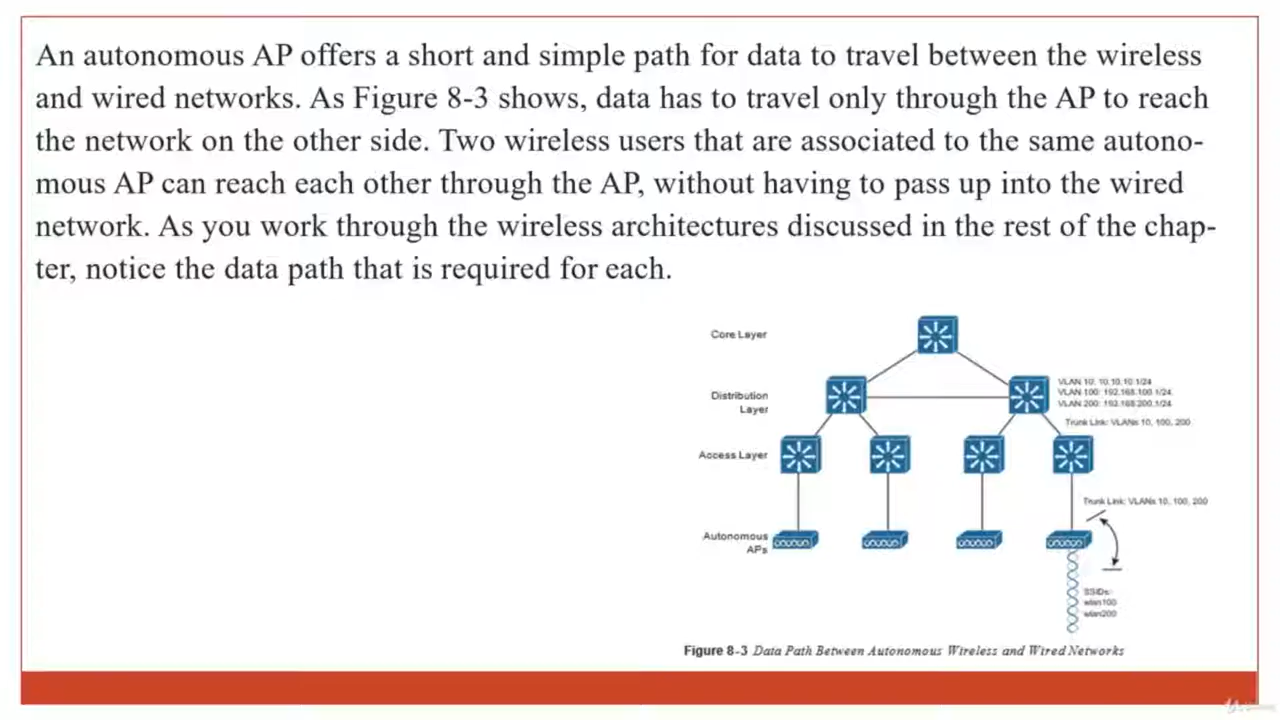 An autonomous AP offers a short and simple path for data to travel between the wireless
and wired networks. As Figure 8-3 shows, data has to travel only through the AP to reach
the network on the other side. Two wireless users that are associated to the same autono-
mous AP can reach each other through the AP, without having to pass up into the wired
network. As you work through the wireless architectures discussed in the rest of the chap-
ter, notice the data path that is required for each.
Core Layer
Distribution
Layer
VLAN 10: 10.10.10.1/24
VLAN 100: 192.168.100.1/24
VLAN 200: 192.168.200.1/24
Trunk Link: VLANs 10, 100, 200
Access Layer
Trunk Link: VLANs 10, 100, 200
Autonomous
APs
SSIDs:
wlan100
wlan200
Figure 8-3 Data Path Between Autonomous Wireless and Wired Networks